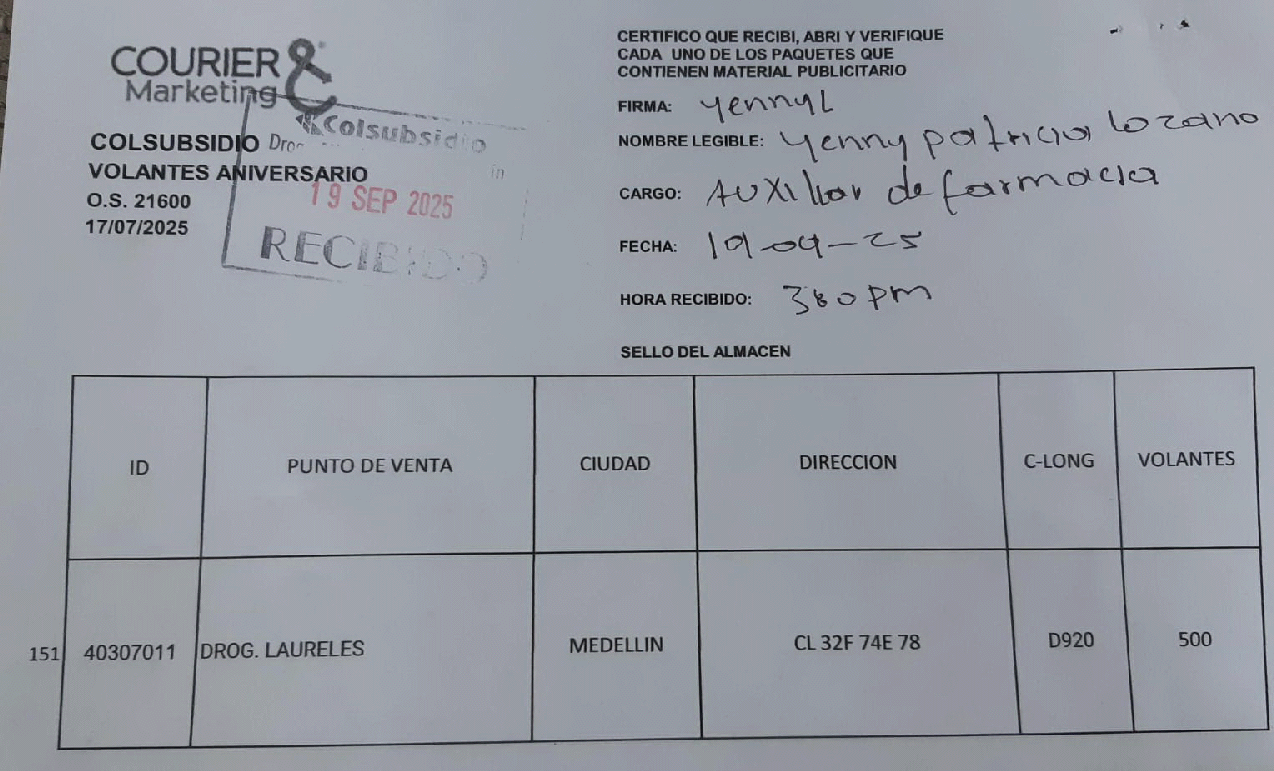 COURIER
Marketing
COLSUBSIDIO Dro
VOLANTES ANIVERSARIO
O.S. 21600
17/07/2025
Colsubsidio
in
19 SEP 2025
RECIBIDO
CERTIFICO QUE RECIBI, ABRI Y VERIFIQUE
CADA UNO DE LOS PAQUETES QUE
CONTIENEN MATERIAL PUBLICITARIO
FIRMA: YennyL
NOMBRE LEGIBLE: Yenny patricia lozano
CARGO: AUXiliar de farmacia
FECHA: 19-09-25
HORA RECIBIDO: 380 pm
SELLO DEL ALMACEN
ID PUNTO DE VENTA CIUDAD DIRECCION C-LONG VOLANTES
151 40307011 DROG. LAURELES MEDELLIN CL 32F 74E 78 D920 500